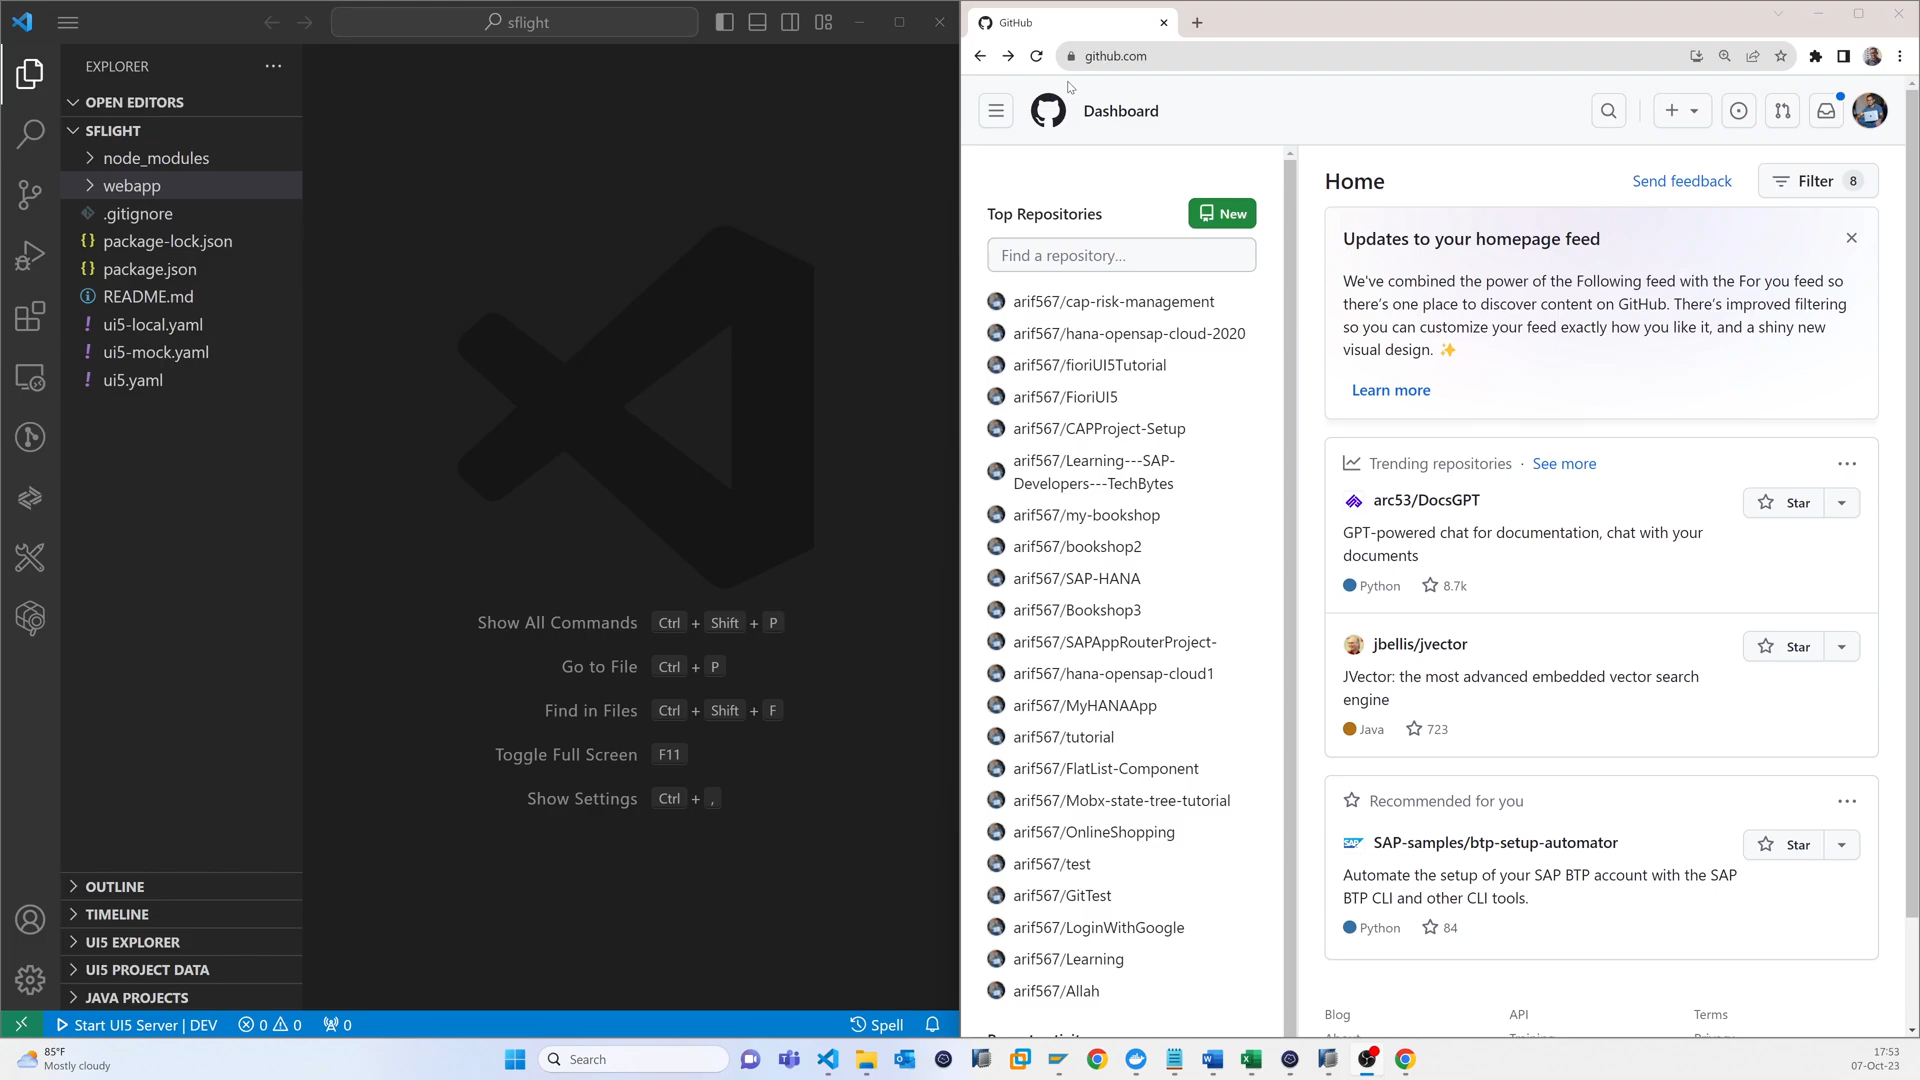 sflight
EXPLORER
OPEN EDITORS
SFLIGHT
node_modules
webapp
.gitignore
package-lock.json
package.json
README.md
ui5-local.yaml
ui5-mock.yaml
ui5.yaml
Show All Commands Ctrl + Shift + P
Go to File Ctrl + P
Find in Files Ctrl + Shift + F
Toggle Full Screen F11
Show Settings Ctrl + ,
OUTLINE
TIMELINE
UI5 EXPLORER
UI5 PROJECT DATA
JAVA PROJECTS
Start UI5 Server | DEV 0 0 0 Spell
GitHub
github.com
Dashboard
Top Repositories
New
Find a repository...
arif567/cap-risk-management
arif567/hana-opensap-cloud-2020
arif567/fioriUI5Tutorial
arif567/FioriUI5
arif567/CAPProject-Setup
arif567/Learning---SAP-
Developers---TechBytes
arif567/my-bookshop
arif567/bookshop2
arif567/SAP-HANA
arif567/Bookshop3
arif567/SAPAppRouterProject-
arif567/hana-opensap-cloud1
arif567/MyHANAApp
arif567/tutorial
arif567/FlatList-Component
arif567/Mobx-state-tree-tutorial
arif567/OnlineShopping
arif567/test
arif567/GitTest
arif567/LoginWithGoogle
arif567/Learning
arif567/Allah
Home
Send feedback
Filter 8
Updates to your homepage feed
We've combined the power of the Following feed with the For you feed so
there's one place to discover content on GitHub. There's improved filtering
so you can customize your feed exactly how you like it, and a shiny new
visual design. ✨
Learn more
Trending repositories · See more
arc53/DocsGPT
Star
GPT-powered chat for documentation, chat with your
documents
Python 8.7k
jbellis/jvector
Star
JVector: the most advanced embedded vector search
engine
Java 723
Recommended for you
SAP-samples/btp-setup-automator
Star
Automate the setup of your SAP BTP account with the SAP
BTP CLI and other CLI tools.
Python 84
Blog API Terms
85°F
Mostly cloudy
Search
17:53
07-Oct-23